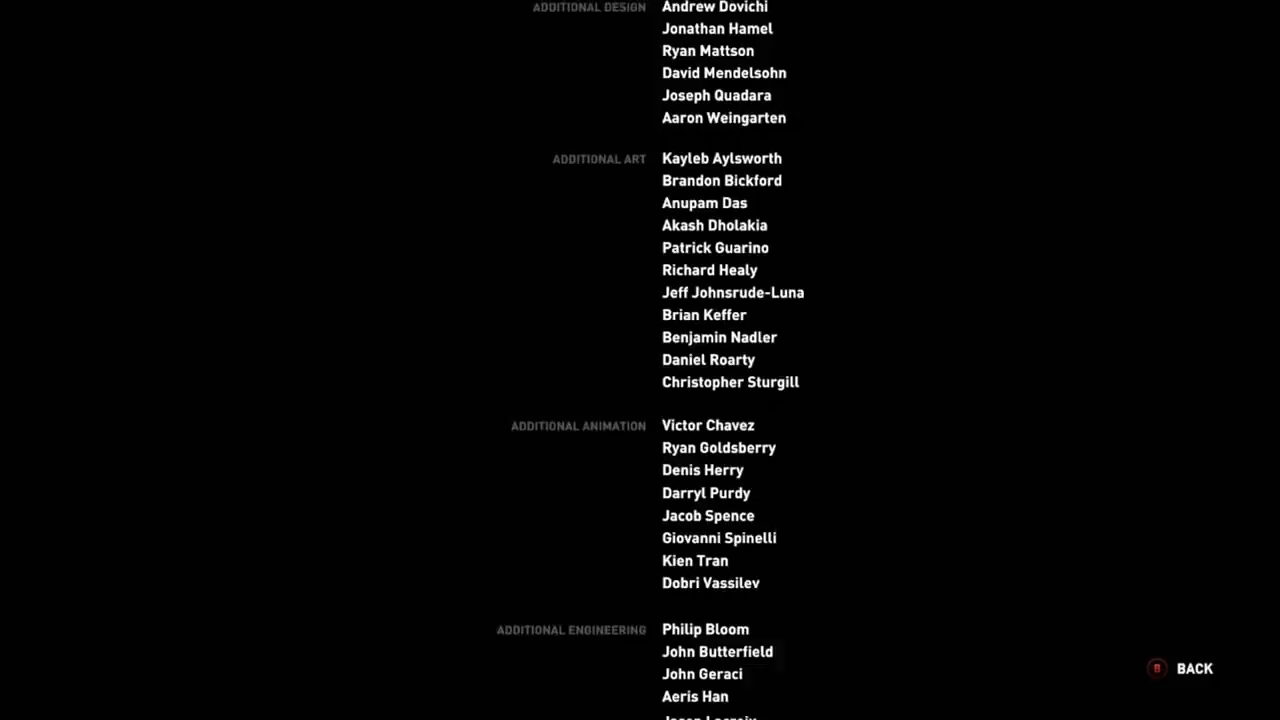 ADDITIONAL DESIGN Andrew Dovichi
Jonathan Hamel
Ryan Mattson
David Mendelsohn
Joseph Quadara
Aaron Weingarten
ADDITIONAL ART Kayleb Aylsworth
Brandon Bickford
Anupam Das
Akash Dholakia
Patrick Guarino
Richard Healy
Jeff Johnsrude-Luna
Brian Keffer
Benjamin Nadler
Daniel Roarty
Christopher Sturgill
ADDITIONAL ANIMATION Victor Chavez
Ryan Goldsberry
Denis Herry
Darryl Purdy
Jacob Spence
Giovanni Spinelli
Kien Tran
Dobri Vassilev
ADDITIONAL ENGINEERING Philip Bloom
John Butterfield
John Geraci
Aeris Han
B BACK